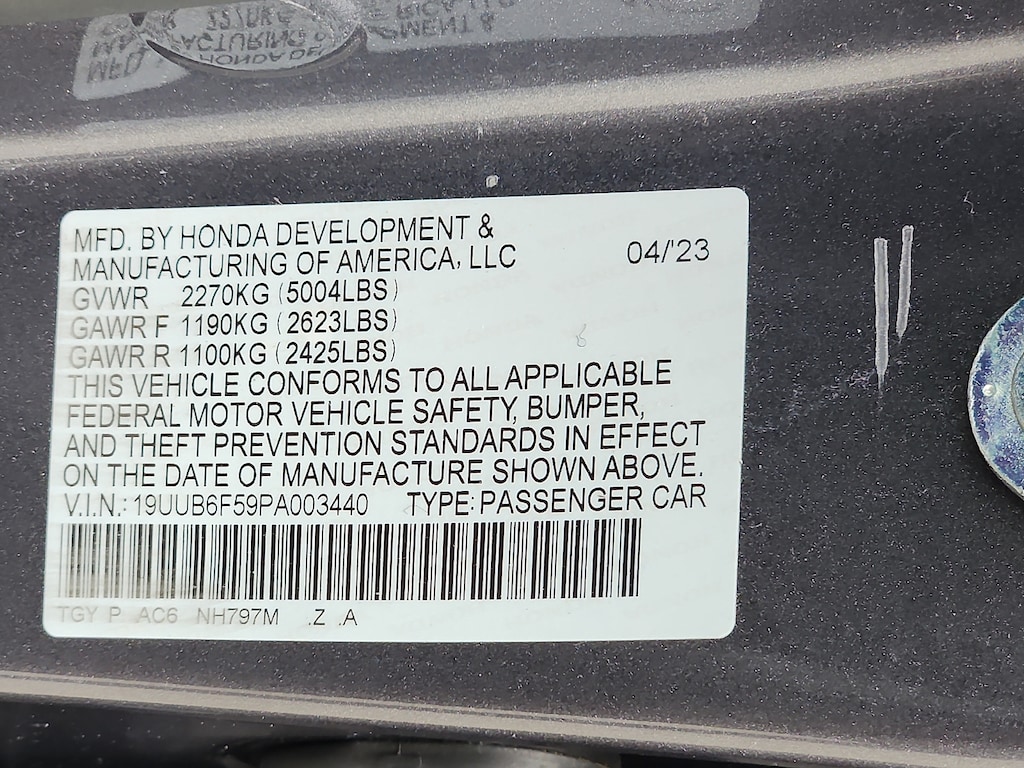 MFD. BY HONDA DEVELOPMENT &
MANUFACTURING OF AMERICA, LLC 04/'23
GVWR 2270KG (5004LBS)
GAWR F 1190KG (2623LBS)
GAWR R 1100KG (2425LBS)
THIS VEHICLE CONFORMS TO ALL APPLICABLE
FEDERAL MOTOR VEHICLE SAFETY, BUMPER,
AND THEFT PREVENTION STANDARDS IN EFFECT
ON THE DATE OF MANUFACTURE SHOWN ABOVE.
V.I.N.: 19UUB6F59PA003440 TYPE: PASSENGER CAR
TGY P AC6 NH797M .Z .A